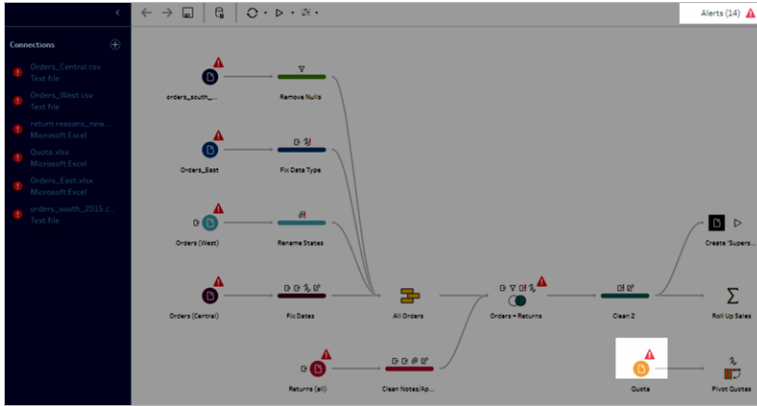 Alerts (14)
Connections
Orders_Central.csv
Text file
Orders_West.csv
Text file
return reasons_new...
Microsoft Excel
Quota.xlsx
Microsoft Excel
Orders_East.xlsx
Microsoft Excel
orders_south_2015.c...
Text file
orders_south_...
Remove Nulls
Orders_East
Fix Data Type
Orders (West)
Rename States
Create 'Supers...
Orders (Central)
Fix Dates
All Orders
Orders + Returns
Clean 2
Roll Up Sales
Returns (all)
Clean Notes/Ap...
Quota
Pivot Quotas